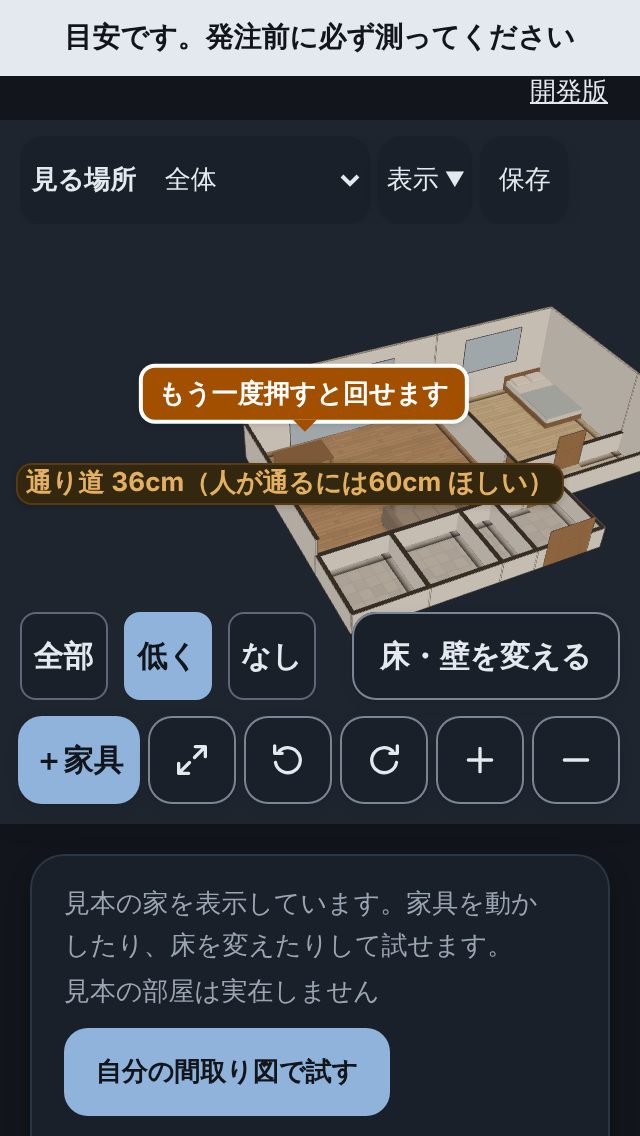 目安です。発注前に必ず測ってください
開発版
見る場所 全体 表示▼ 保存
もう一度押すと回せます
通り道 36cm（人が通るには60cm ほしい）
全部 低く なし 床・壁を変える
＋家具
見本の家を表示しています。家具を動か
したり、床を変えたりして試せます。
見本の部屋は実在しません
自分の間取り図で試す